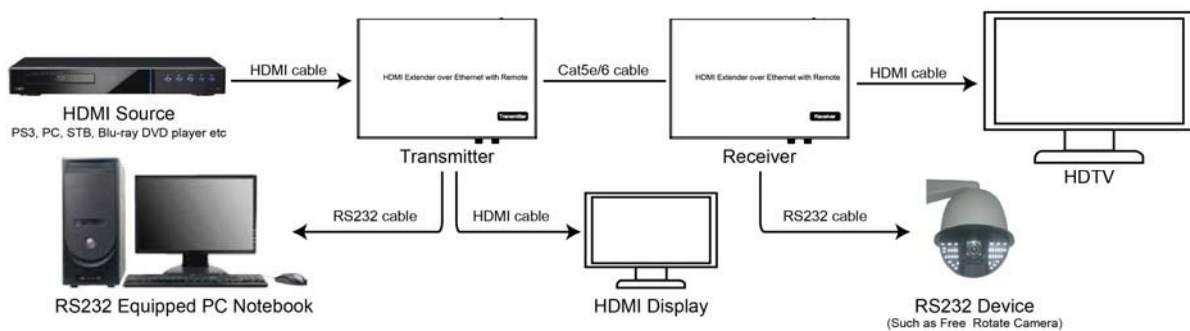 HDMI cable
HDMI Extender over Ethernet with Remote
Transmitter
Cat5e/6 cable
HDMI Extender over Ethernet with Remote
Receiver
HDMI cable
HDMI Source
PS3, PC, STB, Blu-ray DVD player etc
Transmitter
Receiver
HDTV
RS232 cable
HDMI cable
RS232 cable
RS232 Equipped PC Notebook
HDMI Display
RS232 Device
(Such as Free Rotate Camera)